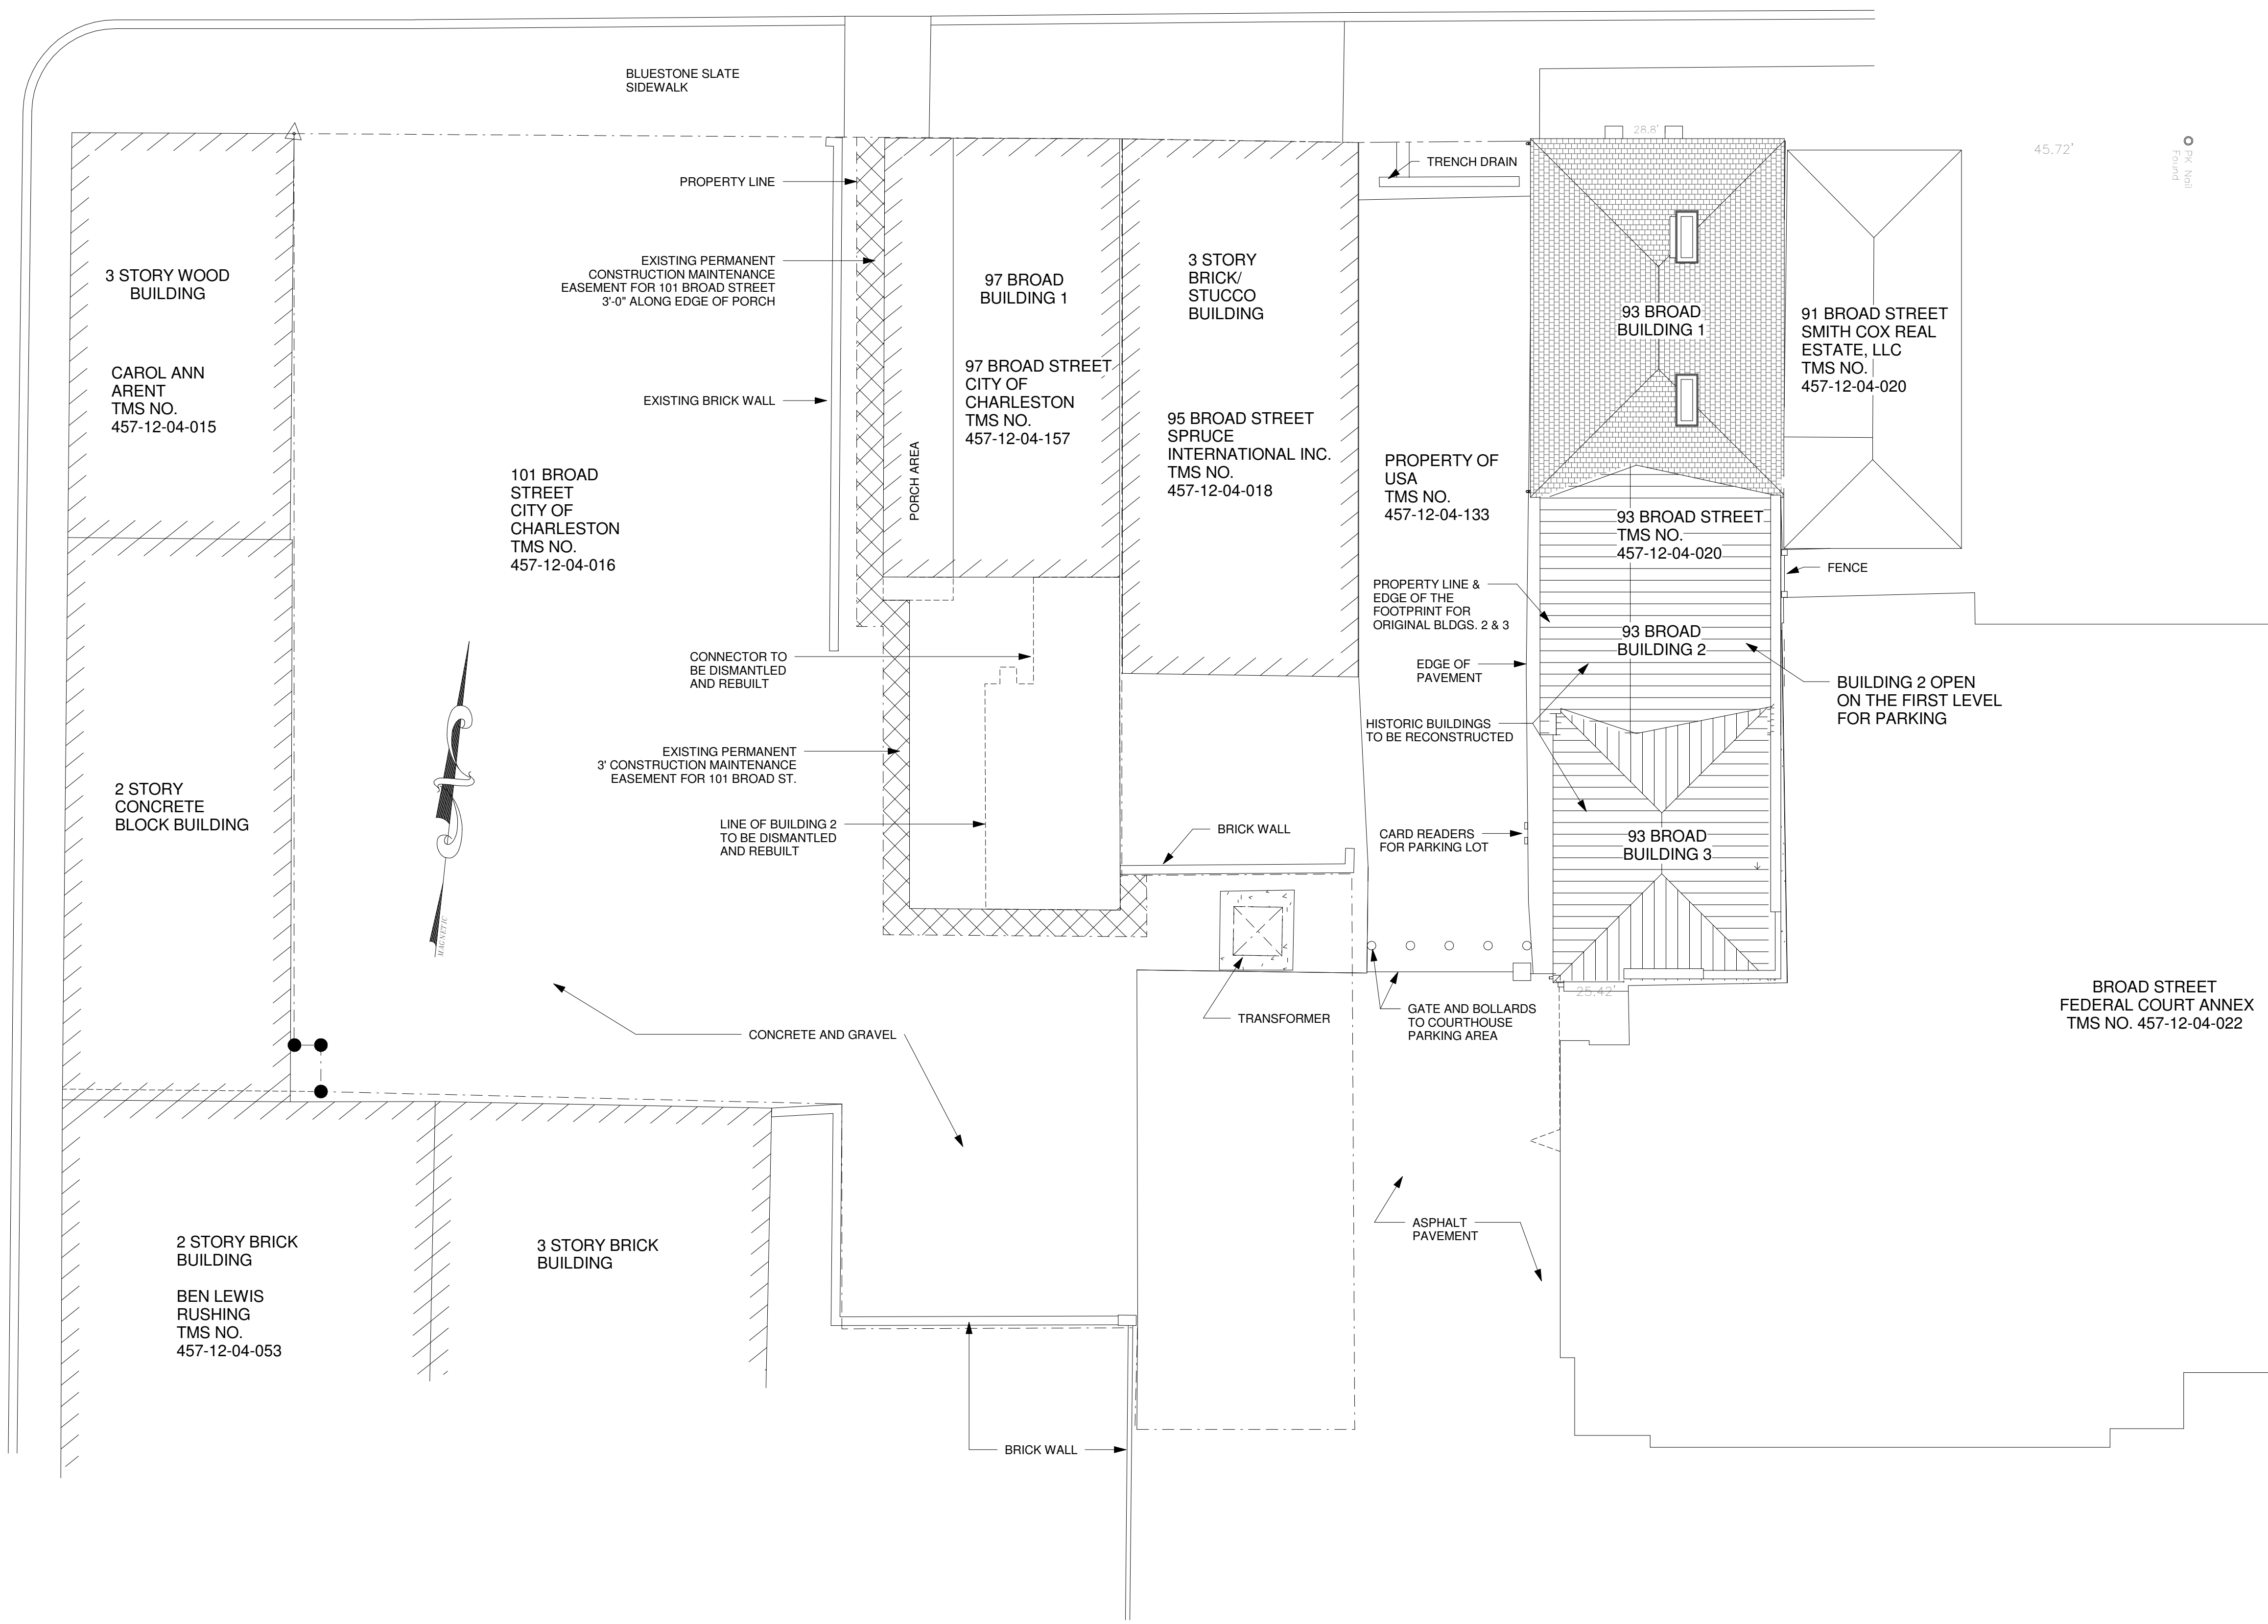 BLUESTONE SLATE
SIDEWALK
28.8'
45.72'
PK Nail
Found
TRENCH DRAIN
PROPERTY LINE
EXISTING PERMANENT
CONSTRUCTION MAINTENANCE
EASEMENT FOR 101 BROAD STREET
3'-0" ALONG EDGE OF PORCH
EXISTING BRICK WALL
3 STORY WOOD
BUILDING
CAROL ANN
ARENT
TMS NO.
457-12-04-015
101 BROAD
STREET
CITY OF
CHARLESTON
TMS NO.
457-12-04-016
97 BROAD
BUILDING 1
97 BROAD STREET
CITY OF
CHARLESTON
TMS NO.
457-12-04-157
PORCH AREA
3 STORY
BRICK/
STUCCO
BUILDING
95 BROAD STREET
SPRUCE
INTERNATIONAL INC.
TMS NO.
457-12-04-018
PROPERTY OF
USA
TMS NO.
457-12-04-133
93 BROAD
BUILDING 1
91 BROAD STREET
SMITH COX REAL
ESTATE, LLC
TMS NO.
457-12-04-020
93 BROAD STREET
TMS NO.
457-12-04-020
FENCE
PROPERTY LINE &
EDGE OF THE
FOOTPRINT FOR
ORIGINAL BLDGS. 2 & 3
93 BROAD
BUILDING 2
EDGE OF
PAVEMENT
BUILDING 2 OPEN
ON THE FIRST LEVEL
FOR PARKING
HISTORIC BUILDINGS
TO BE RECONSTRUCTED
CONNECTOR TO
BE DISMANTLED
AND REBUILT
EXISTING PERMANENT
3' CONSTRUCTION MAINTENANCE
EASEMENT FOR 101 BROAD ST.
LINE OF BUILDING 2
TO BE DISMANTLED
AND REBUILT
2 STORY
CONCRETE
BLOCK BUILDING
MAGNETIC
BRICK WALL
CARD READERS
FOR PARKING LOT
93 BROAD
BUILDING 3
25.42'
TRANSFORMER
GATE AND BOLLARDS
TO COURTHOUSE
PARKING AREA
CONCRETE AND GRAVEL
BROAD STREET
FEDERAL COURT ANNEX
TMS NO. 457-12-04-022
ASPHALT
PAVEMENT
2 STORY BRICK
BUILDING
BEN LEWIS
RUSHING
TMS NO.
457-12-04-053
3 STORY BRICK
BUILDING
BRICK WALL